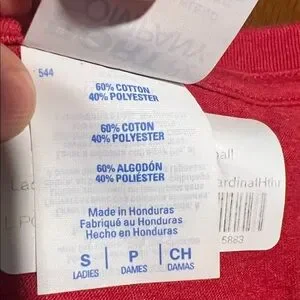 544
60% COTTON
40% POLYESTER
60% COTON
40% POLYESTER
60% ALGODÓN
40% POLIÉSTER
Made in Honduras
Fabriqué au Honduras
Hecho en Honduras
S P CH
LADIES DAMES DAMAS
5883